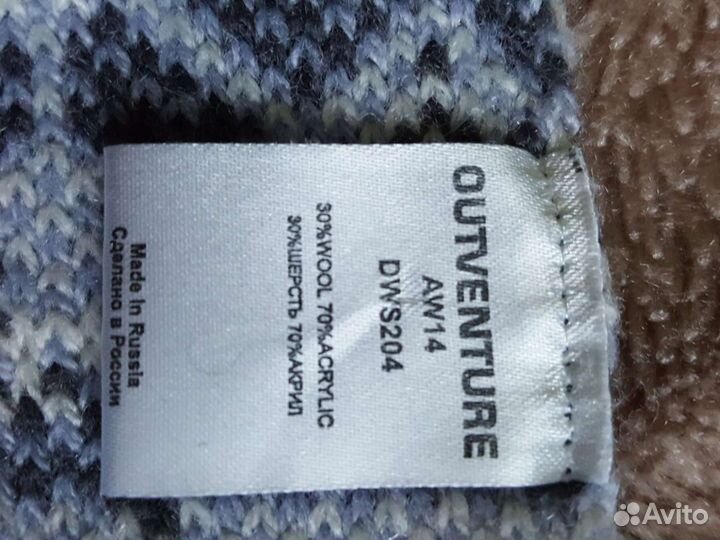 OUTVENTURE
AW14
DWS204
30%WOOL 70%ACRYLIC
30%ШЕРСТЬ 70%АКРИЛ
Made In Russia
Сделано в России
Avito